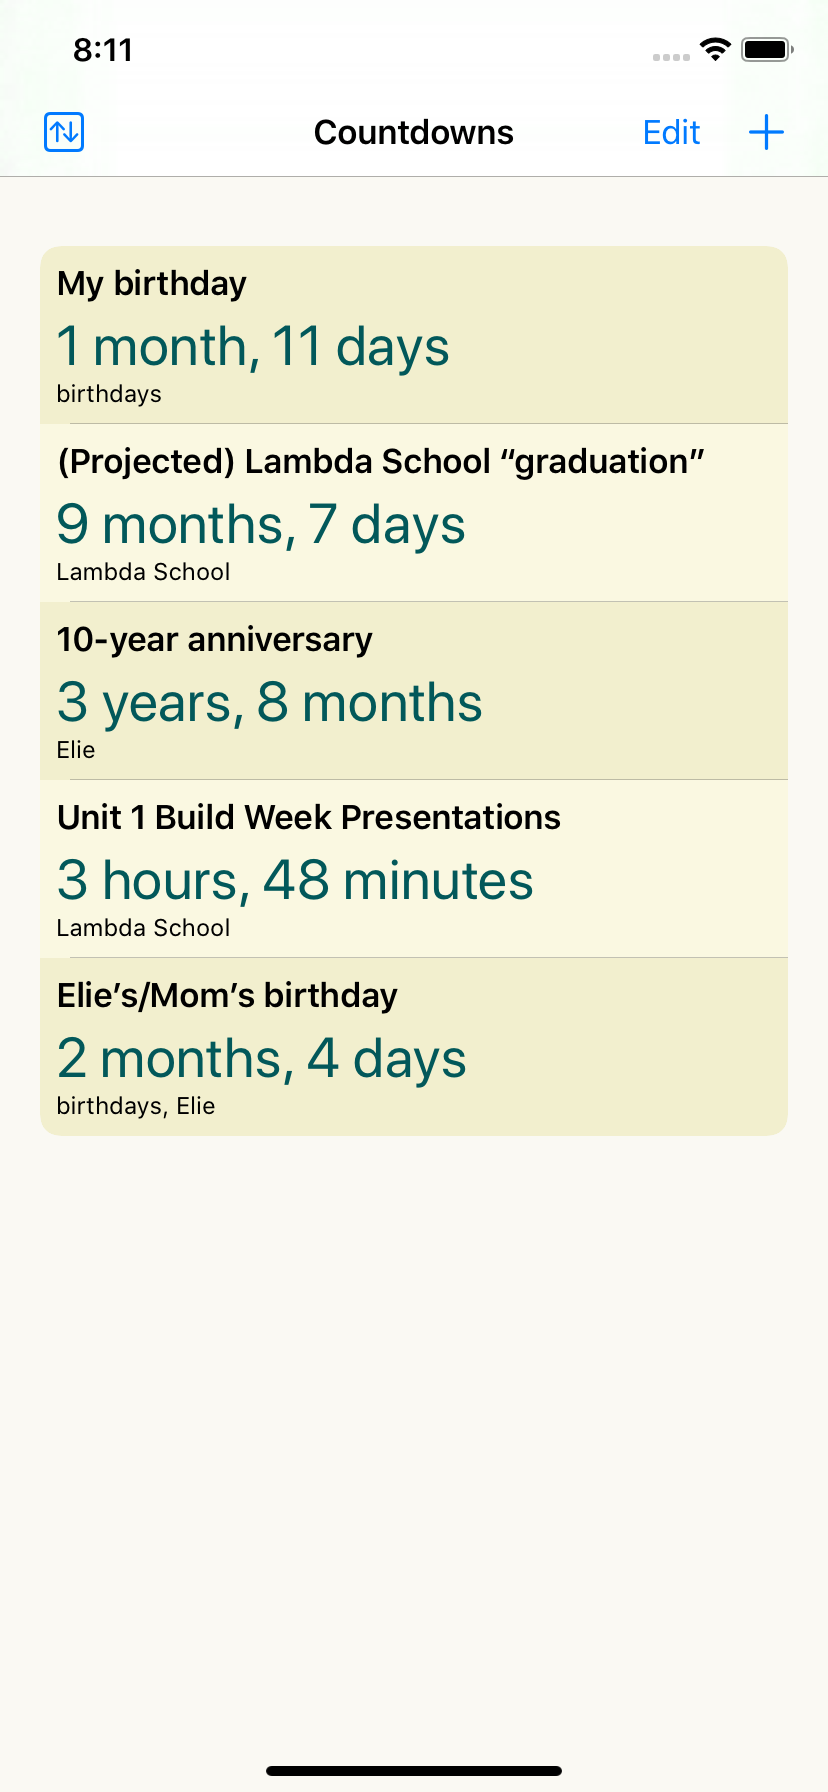 8:11
Countdowns Edit
My birthday
1 month, 11 days
birthdays
(Projected) Lambda School “graduation”
9 months, 7 days
Lambda School
10-year anniversary
3 years, 8 months
Elie
Unit 1 Build Week Presentations
3 hours, 48 minutes
Lambda School
Elie’s/Mom’s birthday
2 months, 4 days
birthdays, Elie